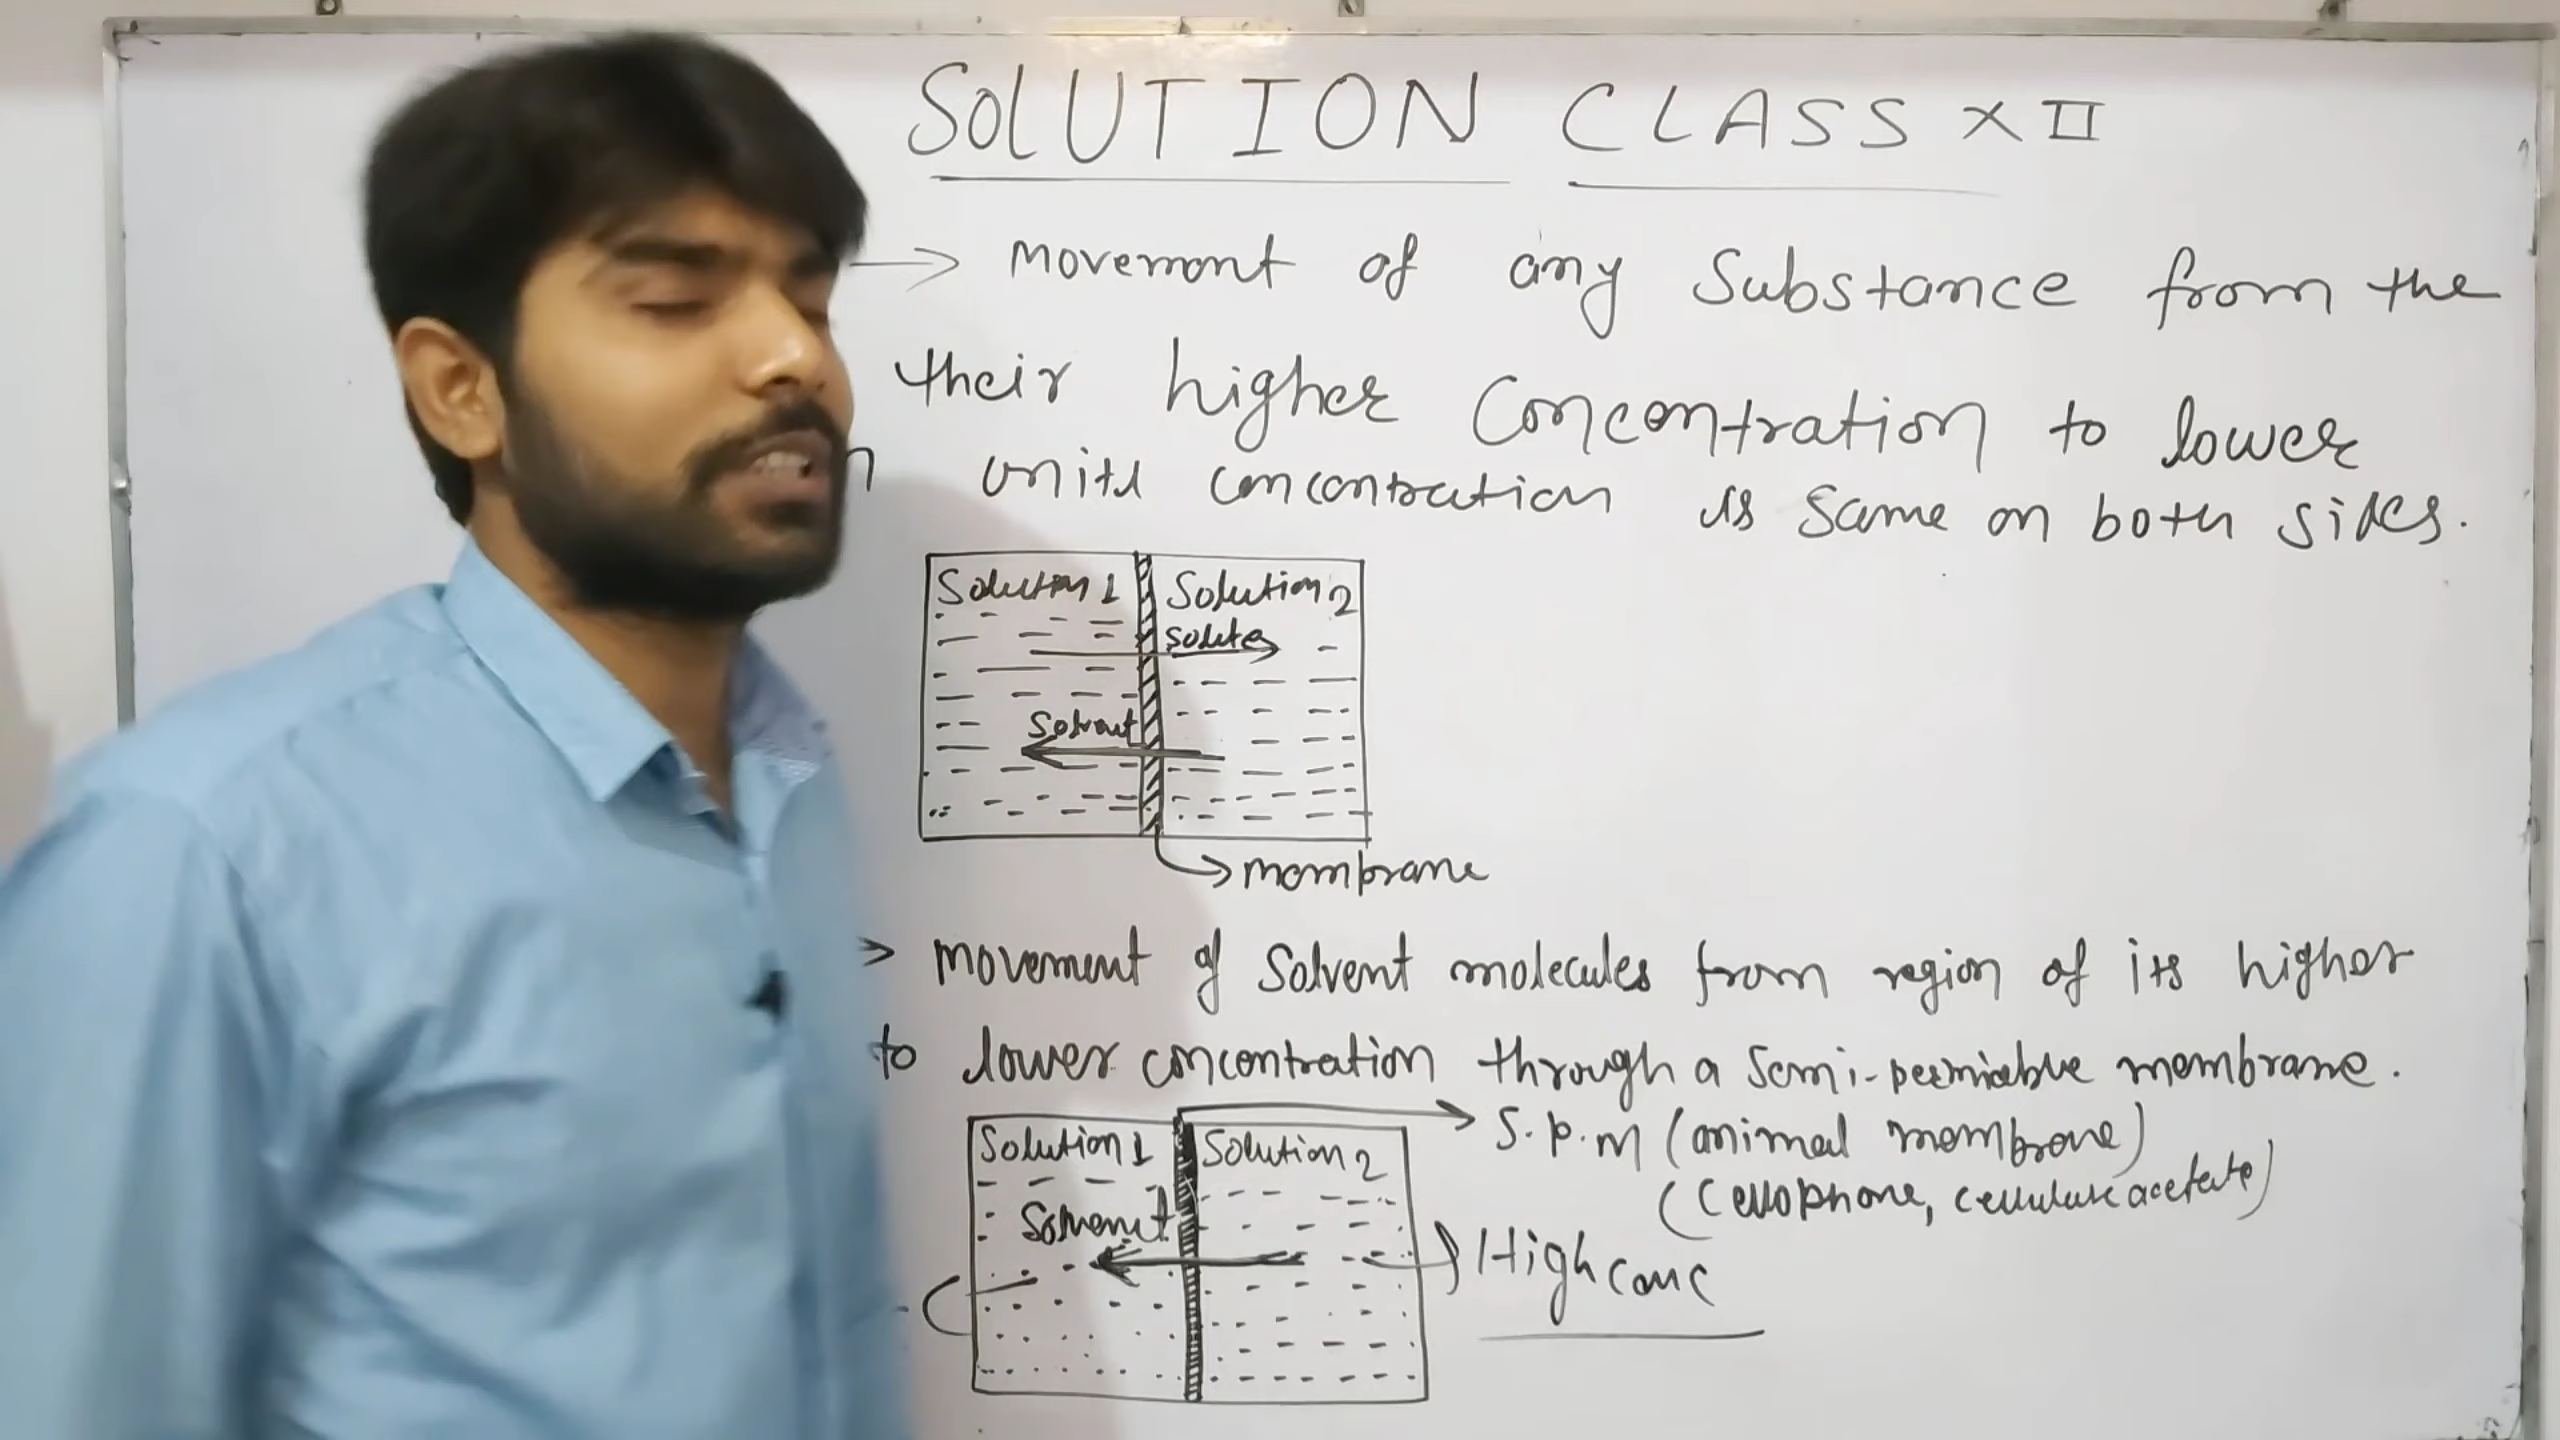 SOLUTION CLASS XII
→ movement of any Substance from the
their higher Concentration to lower
n until concentration is same on both sides.
Solution 1 Solution 2
solute
Solvent
→ membrane
> movement of Solvent molecules from region of its higher
to lower concentration through a semi-permiable membrane.
S.P.M (animal membrane)
(Cellophane, cellulose acetate)
Solution 1 Solution 2
Solvent
High conc